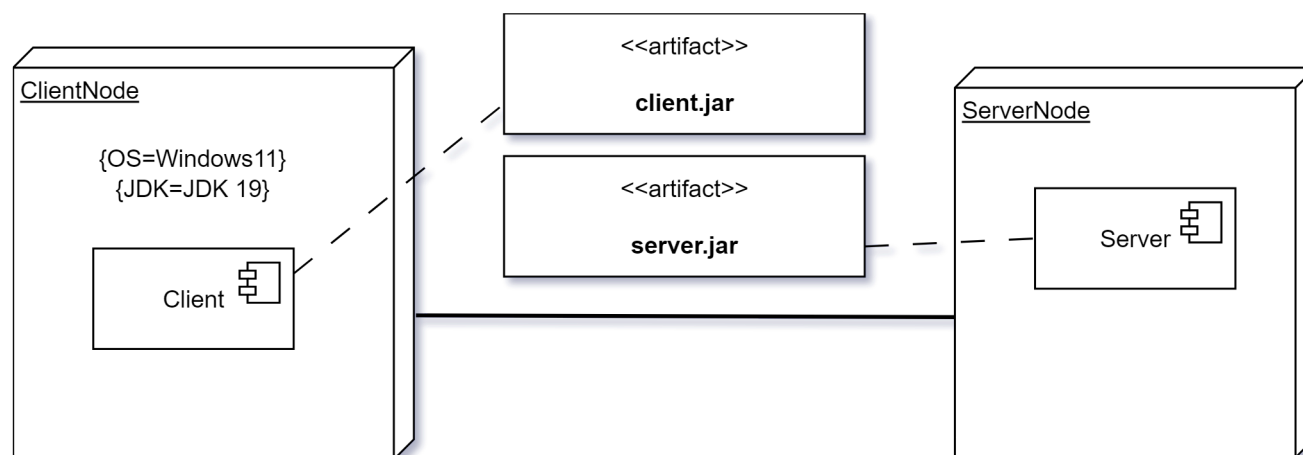 ClientNode
{OS=Windows11}
{JDK=JDK 19}
Client
<<artifact>>
client.jar
<<artifact>>
server.jar
ServerNode
Server